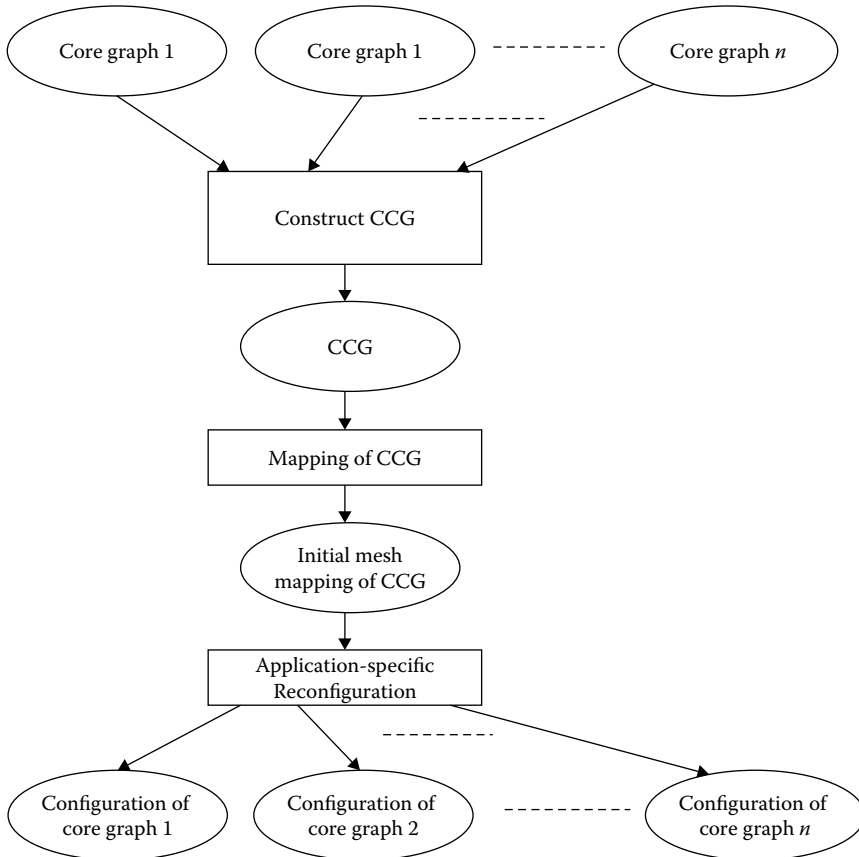 Core graph 1
Core graph 1
Core graph n
Construct CCG
CCG
Mapping of CCG
Initial mesh
mapping of CCG
Application-specific
Reconfiguration
Configuration of
core graph 1
Configuration of
core graph 2
Configuration of
core graph n